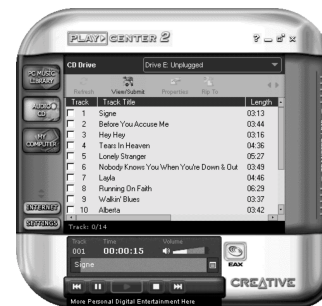 PLAY CENTER 2
CD Drive Drive E: Unplugged
PC MUSIC LIBRARY
AUDIO CD
MY COMPUTER
Refresh View/Submit Properties Rip To
Track Track Title Length
1 Signe 03:13
2 Before You Accuse Me 03:44
3 Hey Hey 03:16
4 Tears In Heaven 04:36
5 Lonely Stranger 05:27
6 Nobody Knows You When You're Down & Out 03:49
7 Layla 04:46
8 Running On Faith 06:29
9 Walkin' Blues 03:37
10 Alberta 03:42
INTERNET
SETTINGS
Tracks: 0/14
Track Time Volume
001 00:00:15
Signe
EAX
CREATIVE
More Personal Digital Entertainment Here